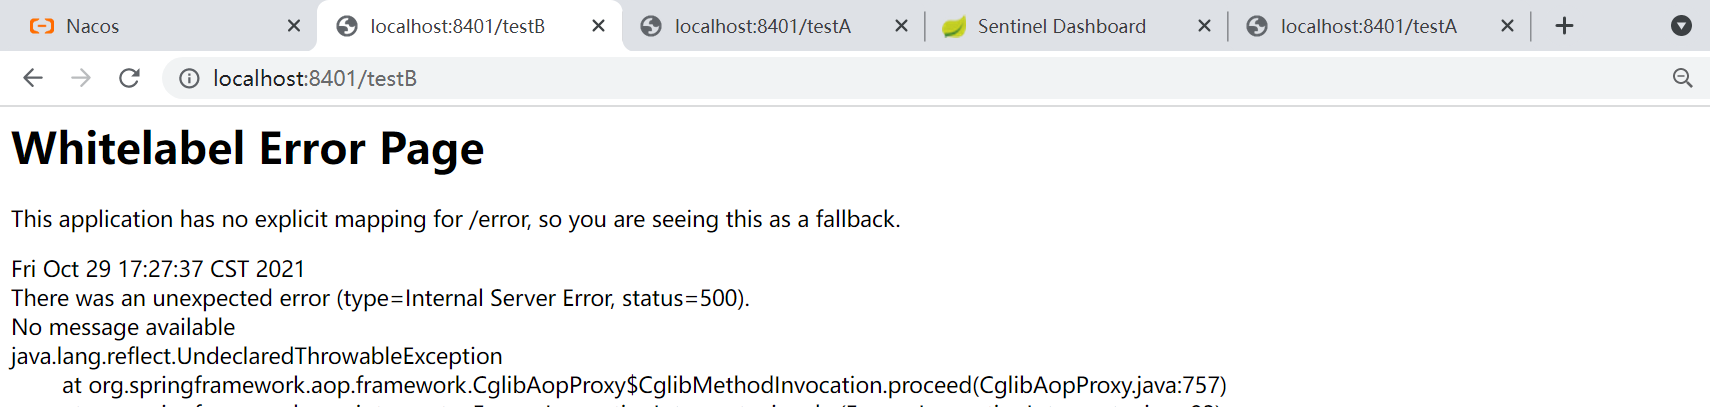 Nacos
localhost:8401/testB
localhost:8401/testA
Sentinel Dashboard
localhost:8401/testA
localhost:8401/testB
Whitelabel Error Page
This application has no explicit mapping for /error, so you are seeing this as a fallback.
Fri Oct 29 17:27:37 CST 2021
There was an unexpected error (type=Internal Server Error, status=500).
No message available
java.lang.reflect.UndeclaredThrowableException
at org.springframework.aop.framework.CglibAopProxy$CglibMethodInvocation.proceed(CglibAopProxy.java:757)